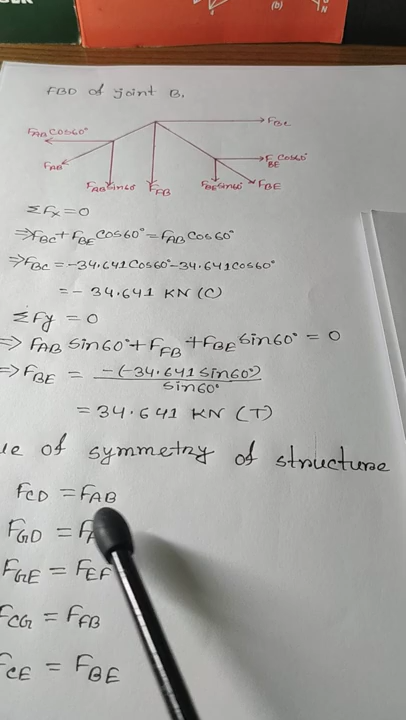 (b)
FBD of joint B.
FBC
FAB Cos60°
FAB
FBE Cos60°
FAB Sin60°
FFB
FBE Sin60°
FBE
ΣFx = 0
⇒ FBC + FBE Cos60° = FAB Cos60°
⇒ FBC = -34.641 Cos60° - 34.641 Cos60°
= - 34.641 KN (C)
ΣFy = 0
⇒ FAB Sin60° + FFB + FBE Sin60° = 0
⇒ FBE = -(-34.641 Sin60°) / Sin60°
= 34.641 KN (T)
ue of symmetry of structure
FCD = FAB
FGD = F
FGE = FEF
FCG = FFB
FCE = FBE